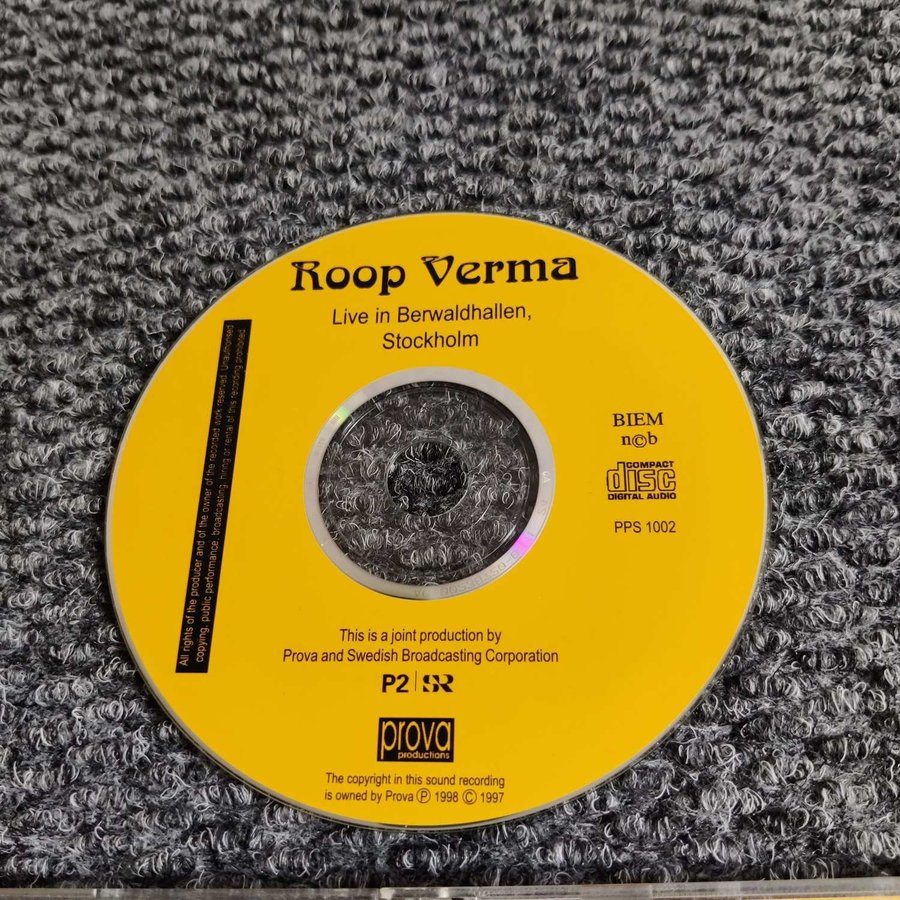 Roop Verma
Live in Berwaldhallen,
Stockholm
All rights of the producer and of the owner of the recorded work reserved. Unauthorised
copying, public performance, broadcasting, hiring or rental of this recording prohibited.
BIEM
n©b
COMPACT
disc
DIGITAL AUDIO
PPS 1002
This is a joint production by
Prova and Swedish Broadcasting Corporation
P2 SR
prova
productions
The copyright in this sound recording
is owned by Prova Ⓟ 1998 Ⓒ 1997